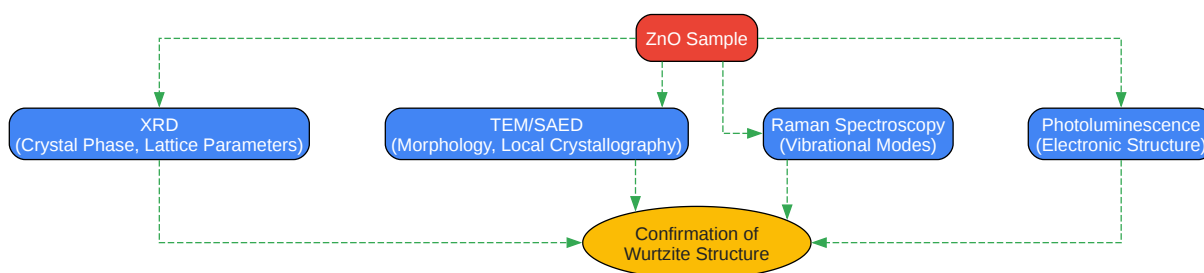 ZnO Sample
XRD
(Crystal Phase, Lattice Parameters)
TEM/SAED
(Morphology, Local Crystallography)
Raman Spectroscopy
(Vibrational Modes)
Photoluminescence
(Electronic Structure)
Confirmation of
Wurtzite Structure